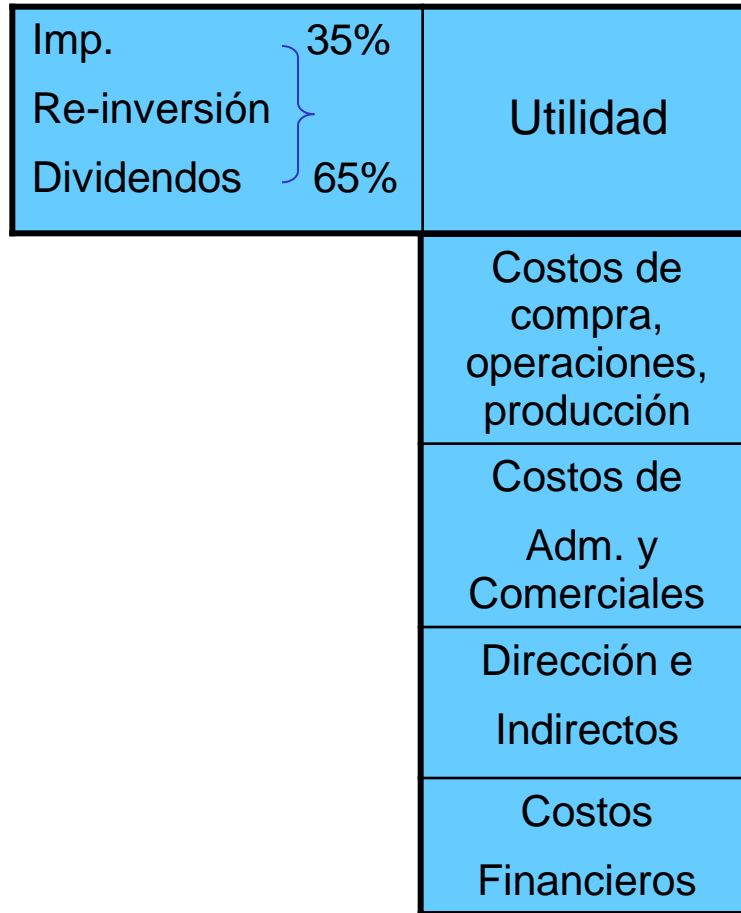 Imp. 35%
Re-inversión
Dividendos 65%
Utilidad
Costos de
compra,
operaciones,
producción
Costos de
Adm. y
Comerciales
Dirección e
Indirectos
Costos
Financieros